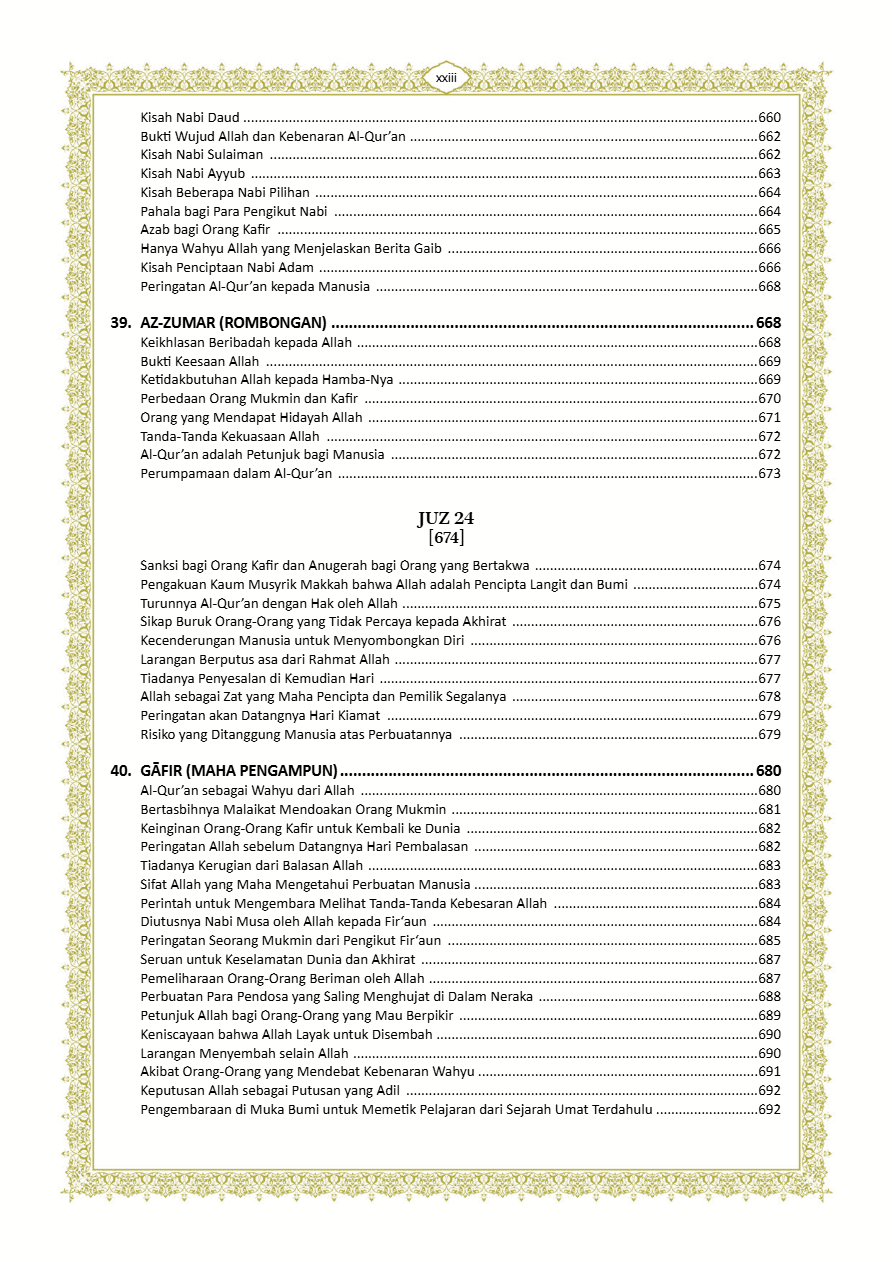 xxiii
Kisah Nabi Daud ........................................................................................................................................660
Bukti Wujud Allah dan Kebenaran Al-Qur’an ............................................................................................662
Kisah Nabi Sulaiman ..................................................................................................................................662
Kisah Nabi Ayyub .......................................................................................................................................663
Kisah Beberapa Nabi Pilihan ......................................................................................................................664
Pahala bagi Para Pengikut Nabi .................................................................................................................664
Azab bagi Orang Kafir ................................................................................................................................665
Hanya Wahyu Allah yang Menjelaskan Berita Gaib ...................................................................................666
Kisah Penciptaan Nabi Adam .....................................................................................................................666
Peringatan Al-Qur’an kepada Manusia ......................................................................................................668
39. AZ-ZUMAR (ROMBONGAN) ................................................................................................668
Keikhlasan Beribadah kepada Allah ...........................................................................................................668
Bukti Keesaan Allah ...................................................................................................................................669
Ketidakbutuhan Allah kepada Hamba-Nya ................................................................................................669
Perbedaan Orang Mukmin dan Kafir .........................................................................................................670
Orang yang Mendapat Hidayah Allah ........................................................................................................671
Tanda-Tanda Kekuasaan Allah ...................................................................................................................672
Al-Qur’an adalah Petunjuk bagi Manusia ..................................................................................................672
Perumpamaan dalam Al-Qur’an ................................................................................................................673
JUZ 24
[674]
Sanksi bagi Orang Kafir dan Anugerah bagi Orang yang Bertakwa ...........................................................674
Pengakuan Kaum Musyrik Makkah bahwa Allah adalah Pencipta Langit dan Bumi .................................674
Turunnya Al-Qur’an dengan Hak oleh Allah ..............................................................................................675
Sikap Buruk Orang-Orang yang Tidak Percaya kepada Akhirat .................................................................676
Kecenderungan Manusia untuk Menyombongkan Diri ............................................................................676
Larangan Berputus asa dari Rahmat Allah .................................................................................................677
Tiadanya Penyesalan di Kemudian Hari .....................................................................................................677
Allah sebagai Zat yang Maha Pencipta dan Pemilik Segalanya ..................................................................678
Peringatan akan Datangnya Hari Kiamat ...................................................................................................679
Risiko yang Ditanggung Manusia atas Perbuatannya ................................................................................679
40. GĀFIR (MAHA PENGAMPUN) ..............................................................................................680
Al-Qur’an sebagai Wahyu dari Allah ..........................................................................................................680
Bertasbihnya Malaikat Mendoakan Orang Mukmin ..................................................................................681
Keinginan Orang-Orang Kafir untuk Kembali ke Dunia .............................................................................682
Peringatan Allah sebelum Datangnya Hari Pembalasan ............................................................................682
Tiadanya Kerugian dari Balasan Allah ........................................................................................................683
Sifat Allah yang Maha Mengetahui Perbuatan Manusia ............................................................................683
Perintah untuk Mengembara Melihat Tanda-Tanda Kebesaran Allah .......................................................684
Diutusnya Nabi Musa oleh Allah kepada Fir‘aun .......................................................................................684
Peringatan Seorang Mukmin dari Pengikut Fir‘aun ...................................................................................685
Seruan untuk Keselamatan Dunia dan Akhirat ..........................................................................................687
Pemeliharaan Orang-Orang Beriman oleh Allah ........................................................................................687
Perbuatan Para Pendosa yang Saling Menghujat di Dalam Neraka ...........................................................688
Petunjuk Allah bagi Orang-Orang yang Mau Berpikir ................................................................................689
Keniscayaan bahwa Allah Layak untuk Disembah ......................................................................................690
Larangan Menyembah selain Allah ............................................................................................................690
Akibat Orang-Orang yang Mendebat Kebenaran Wahyu ...........................................................................691
Keputusan Allah sebagai Putusan yang Adil ..............................................................................................692
Pengembaraan di Muka Bumi untuk Memetik Pelajaran dari Sejarah Umat Terdahulu ...........................692